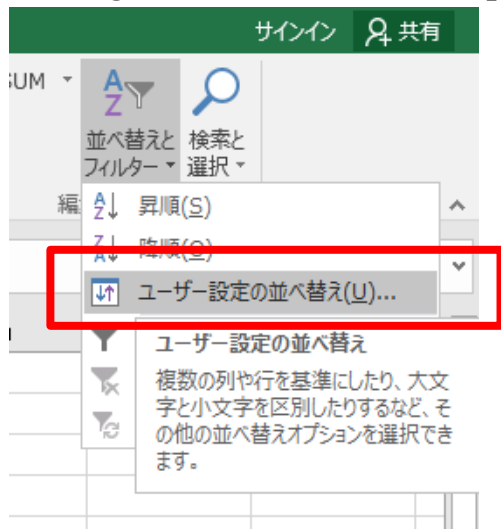 サインイン 共有
SUM
並べ替えと 検索と
フィルター 選択
編
昇順(S)
降順(O)
ユーザー設定の並べ替え(U)...
ユーザー設定の並べ替え
複数の列や行を基準にしたり、大文
字と小文字を区別したりするなど、そ
の他の並べ替えオプションを選択でき
ます。